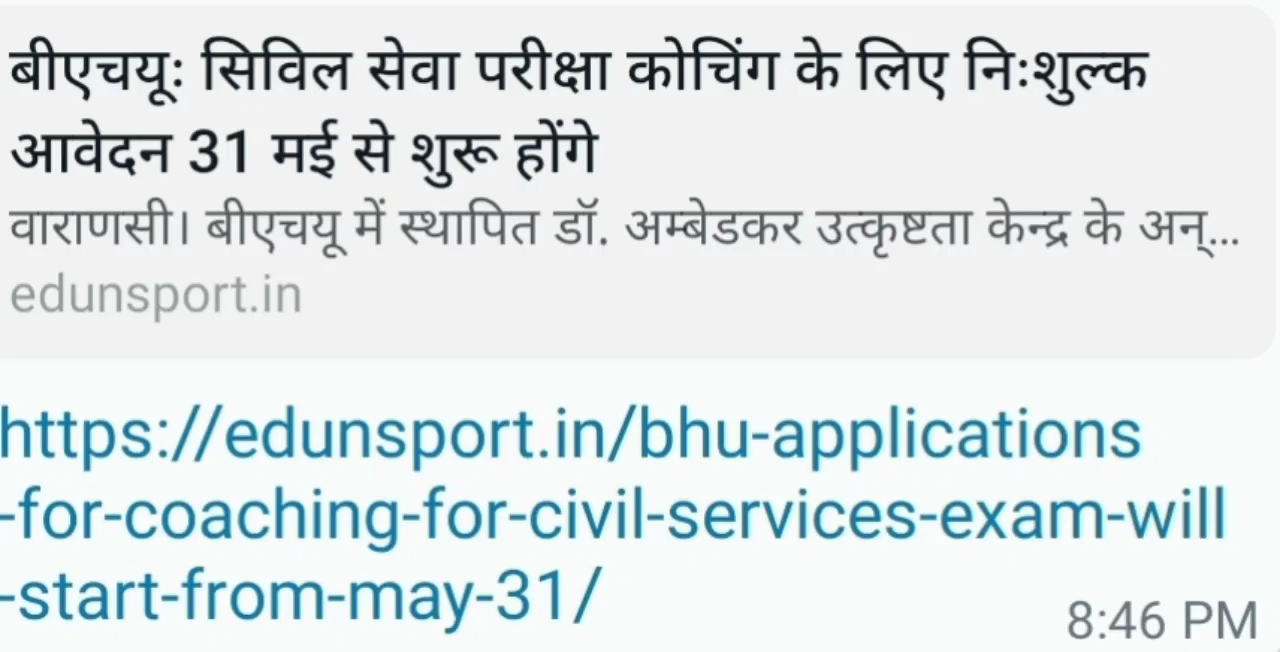 बीएचयू: सिविल सेवा परीक्षा कोचिंग के लिए निःशुल्क
आवेदन 31 मई से शुरू होंगे
वाराणसी। बीएचयू में स्थापित डॉ. अम्बेडकर उत्कृष्टता केन्द्र के अन्...
edunsport.in
https://edunsport.in/bhu-applications
-for-coaching-for-civil-services-exam-will
-start-from-may-31/
8:46 PM